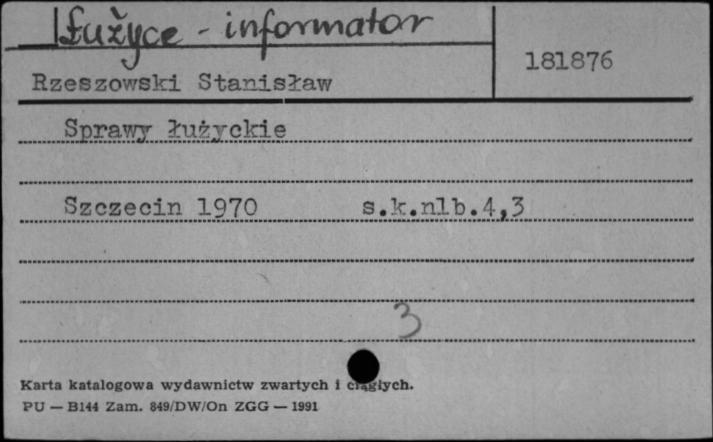 Łużyce - informator
181876
Rzeszowski Stanisław
Sprawy łużyckie
Szczecin 1970 s.k.nlb.4,3
3
Karta katalogowa wydawnictw zwartych i ciągłych.
PU — B144 Zam. 849/DW/On ZGG — 1991